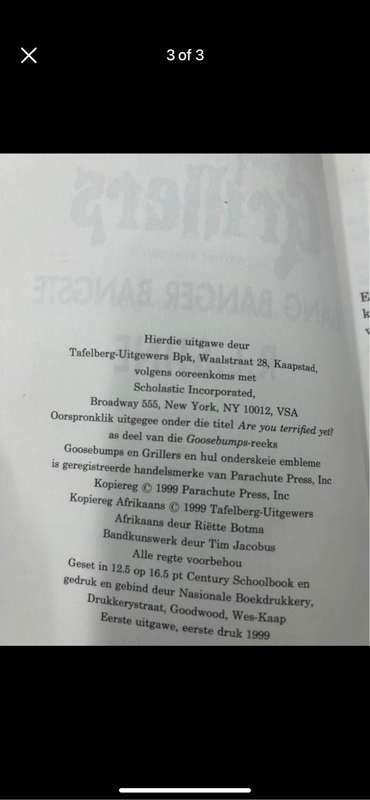 3 of 3
Grillers
BANG, BANGER, BANGSTE
E
k
v
Hierdie uitgawe deur
Tafelberg-Uitgewers Bpk, Waalstraat 28, Kaapstad,
volgens ooreenkoms met
Scholastic Incorporated,
Broadway 555, New York, NY 10012, VSA
Oorspronklik uitgegee onder die titel Are you terrified yet?
as deel van die Goosebumps-reeks
Goosebumps en Grillers en hul onderskeie embleme
is geregistreerde handelsmerke van Parachute Press, Inc
Kopiereg © 1999 Parachute Press, Inc
Kopiereg Afrikaans © 1999 Tafelberg-Uitgewers
Afrikaans deur Riëtte Botma
Bandkunswerk deur Tim Jacobus
Alle regte voorbehou
Geset in 12.5 op 16.5 pt Century Schoolbook en
gedruk en gebind deur Nasionale Boekdrukkery,
Drukkerystraat, Goodwood, Wes-Kaap
Eerste uitgawe, eerste druk 1999